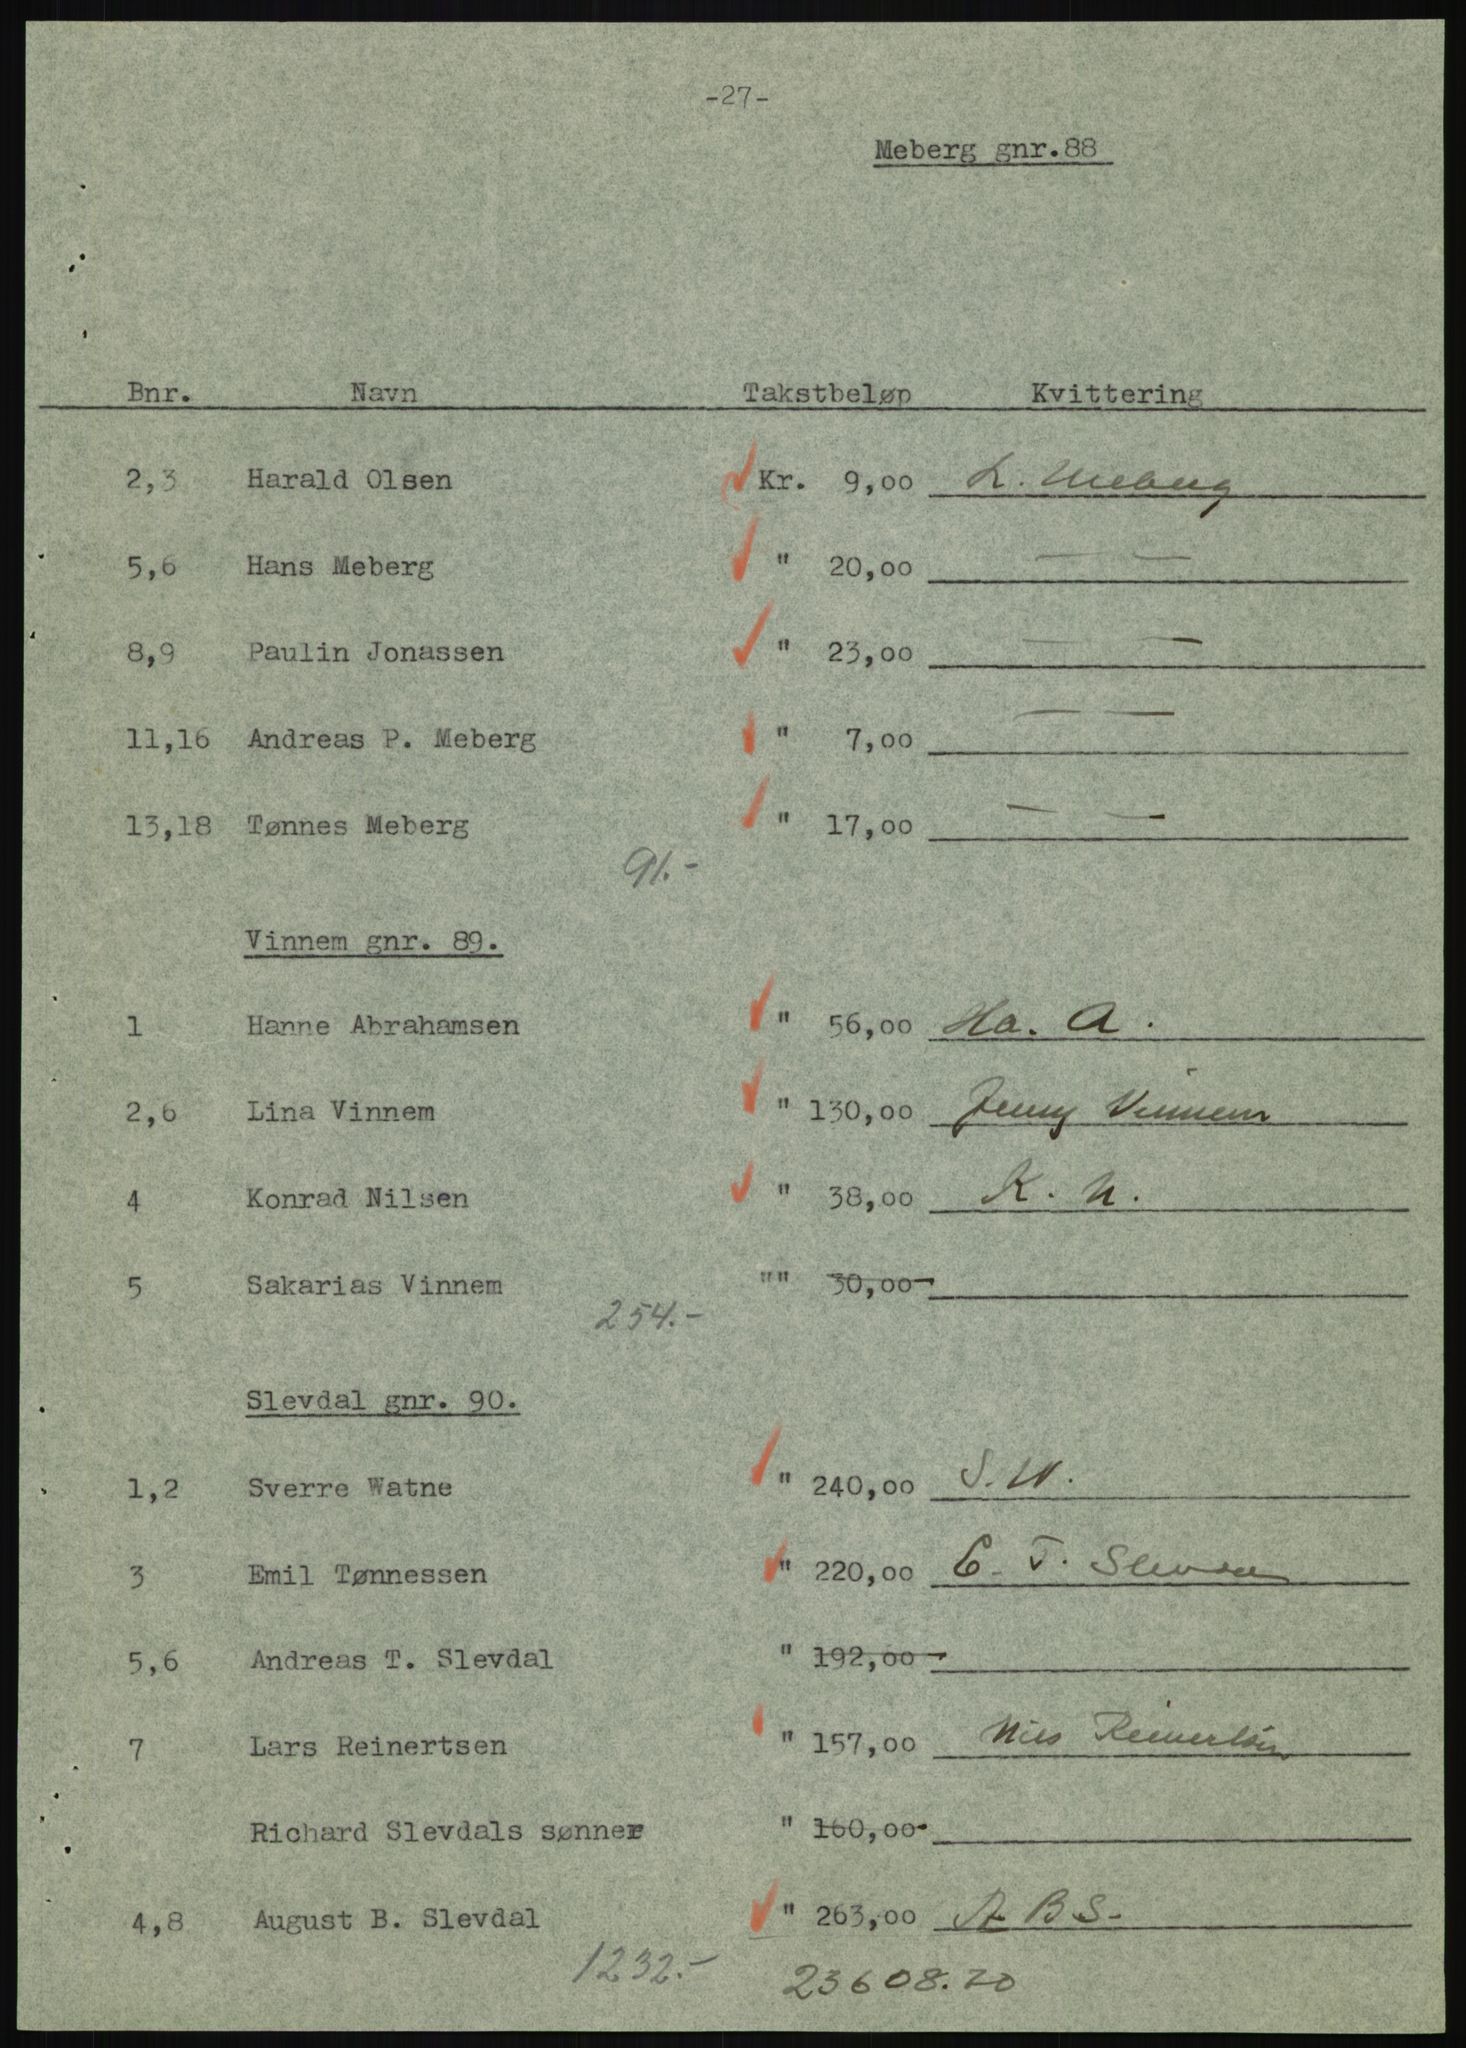 -27-
Meberg gnr.88
Bnr. Navn Takstbeløp Kvittering
2,3 Harald Olsen Kr. 9,00 L. Meberg
5,6 Hans Meberg " 20,00 — —
8,9 Paulin Jonassen " 23,00 — —
11,16 Andreas P. Meberg " 7,00 — —
13,18 Tønnes Meberg " 17,00 — —
91.-
Vinnem gnr. 89.
1 Hanne Abrahamsen " 56,00 Ha. A.
2,6 Lina Vinnem " 130,00 Jenny Vinnem
4 Konrad Nilsen " 38,00 K. N.
5 Sakarias Vinnem "" 30,00
254.-
Slevdal gnr. 90.
1,2 Sverre Watne " 240,00 S. W.
3 Emil Tønnessen " 220,00 E. T. Slevdal
5,6 Andreas T. Slevdal " 192,00
7 Lars Reinertsen " 157,00 Nils Reinertsen
Richard Slevdals sønner " 160,00
4,8 August B. Slevdal " 263,00 A B S.
1232.- 23608.20